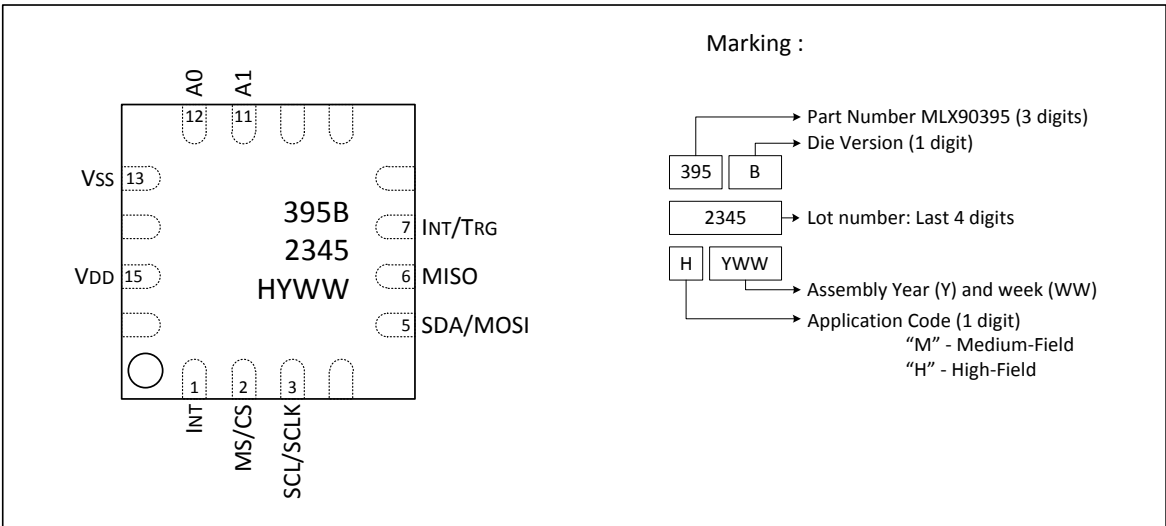 A0
A1
12
11
VSS 13
395B
2345
HYWW
7 INT/TRG
VDD 15
6 MISO
5 SDA/MOSI
1
2
3
INT
MS/CS
SCL/SCLK
Marking :
Part Number MLX90395 (3 digits)
Die Version (1 digit)
395 B
2345
Lot number: Last 4 digits
H YWW
Assembly Year (Y) and week (WW)
Application Code (1 digit)
“M” - Medium-Field
“H” - High-Field